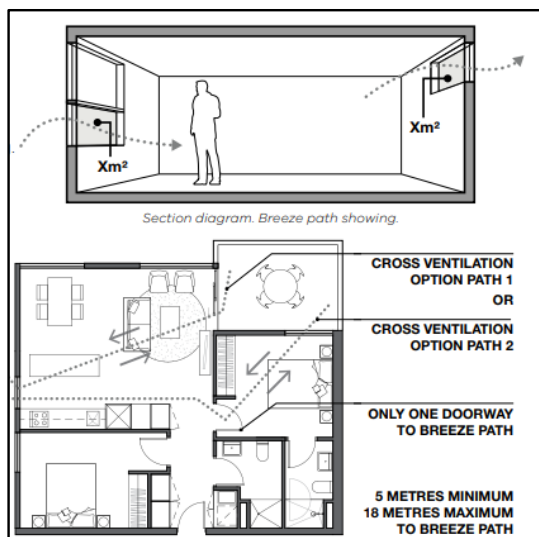 Xm²
Xm²
Section diagram. Breeze path showing.
CROSS VENTILATION
OPTION PATH 1
OR
CROSS VENTILATION
OPTION PATH 2
ONLY ONE DOORWAY
TO BREEZE PATH
5 METRES MINIMUM
18 METRES MAXIMUM
TO BREEZE PATH